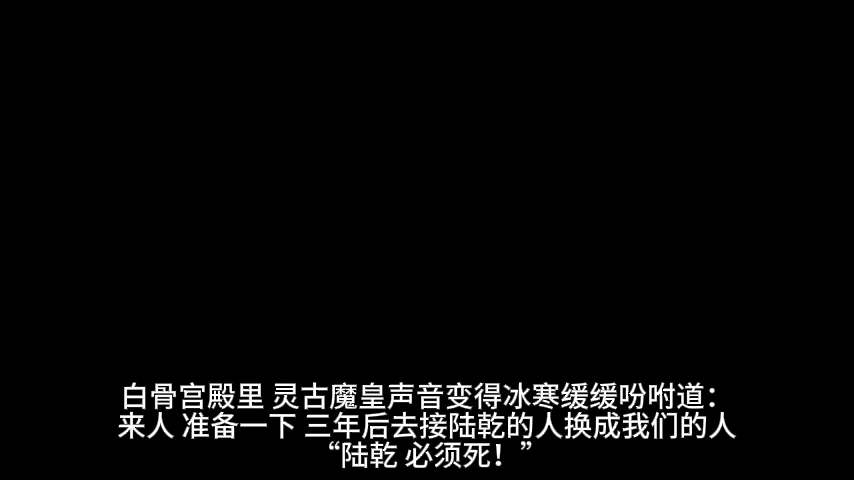 白骨宫殿里 灵古魔皇声音变得冰寒缓缓吩咐道：
来人 准备一下 三年后去接陆乾的人换成我们的人
“陆乾 必须死！”